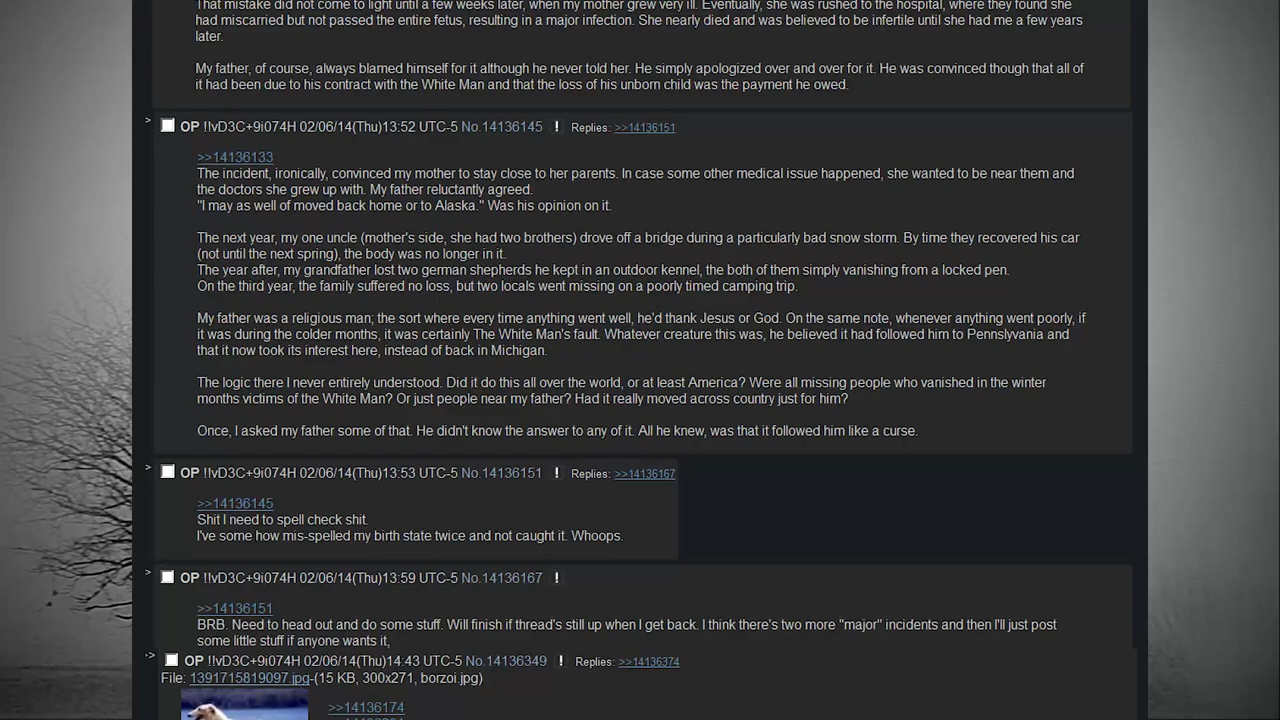 That mistake did not come to light until a few weeks later, when my mother grew very ill. Eventually, she was rushed to the hospital, where they found she
had miscarried but not passed the entire fetus, resulting in a major infection. She nearly died and was believed to be infertile until she had me a few years
later.
My father, of course, always blamed himself for it although he never told her. He simply apologized over and over for it. He was convinced though that all of
it had been due to his contract with the White Man and that the loss of his unborn child was the payment he owed.
> OP !!vD3C+9i074H 02/06/14(Thu)13:52 UTC-5 No.14136145 ! Replies: >>14136151
>>14136133
The incident, ironically, convinced my mother to stay close to her parents. In case some other medical issue happened, she wanted to be near them and
the doctors she grew up with. My father reluctantly agreed.
"I may as well of moved back home or to Alaska." Was his opinion on it.
The next year, my one uncle (mother's side, she had two brothers) drove off a bridge during a particularly bad snow storm. By time they recovered his car
(not until the next spring), the body was no longer in it.
The year after, my grandfather lost two german shepherds he kept in an outdoor kennel, the both of them simply vanishing from a locked pen.
On the third year, the family suffered no loss, but two locals went missing on a poorly timed camping trip.
My father was a religious man; the sort where every time anything went well, he'd thank Jesus or God. On the same note, whenever anything went poorly, if
it was during the colder months, it was certainly The White Man's fault. Whatever creature this was, he believed it had followed him to Pennslyvania and
that it now took its interest here, instead of back in Michigan.
The logic there I never entirely understood. Did it do this all over the world, or at least America? Were all missing people who vanished in the winter
months victims of the White Man? Or just people near my father? Had it really moved across country just for him?
Once, I asked my father some of that. He didn't know the answer to any of it. All he knew, was that it followed him like a curse.
> OP !!vD3C+9i074H 02/06/14(Thu)13:53 UTC-5 No.14136151 ! Replies: >>14136167
>>14136145
Shit I need to spell check shit.
I've some how mis-spelled my birth state twice and not caught it. Whoops.
> OP !!vD3C+9i074H 02/06/14(Thu)13:59 UTC-5 No.14136167 !
>>14136151
BRB. Need to head out and do some stuff. Will finish if thread's still up when I get back. I think there's two more "major" incidents and then I'll just post
some little stuff if anyone wants it,
> OP !!vD3C+9i074H 02/06/14(Thu)14:43 UTC-5 No.14136349 ! Replies: >>14136374
File: 1391715819097.jpg-(15 KB, 300x271, borzoi.jpg)
>>14136174